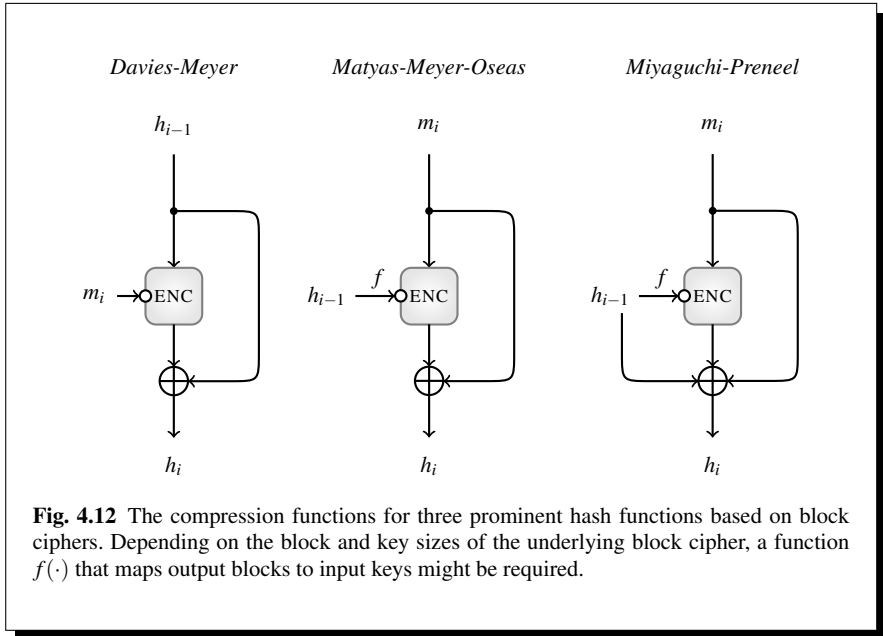 Davies-Meyer Matyas-Meyer-Oseas Miyaguchi-Preneel
h_{i−1} m_i m_i
f f
m_i ENC h_{i−1} ENC h_{i−1} ENC
h_i h_i h_i
Fig. 4.12 The compression functions for three prominent hash functions based on block
ciphers. Depending on the block and key sizes of the underlying block cipher, a function
f(·) that maps output blocks to input keys might be required.